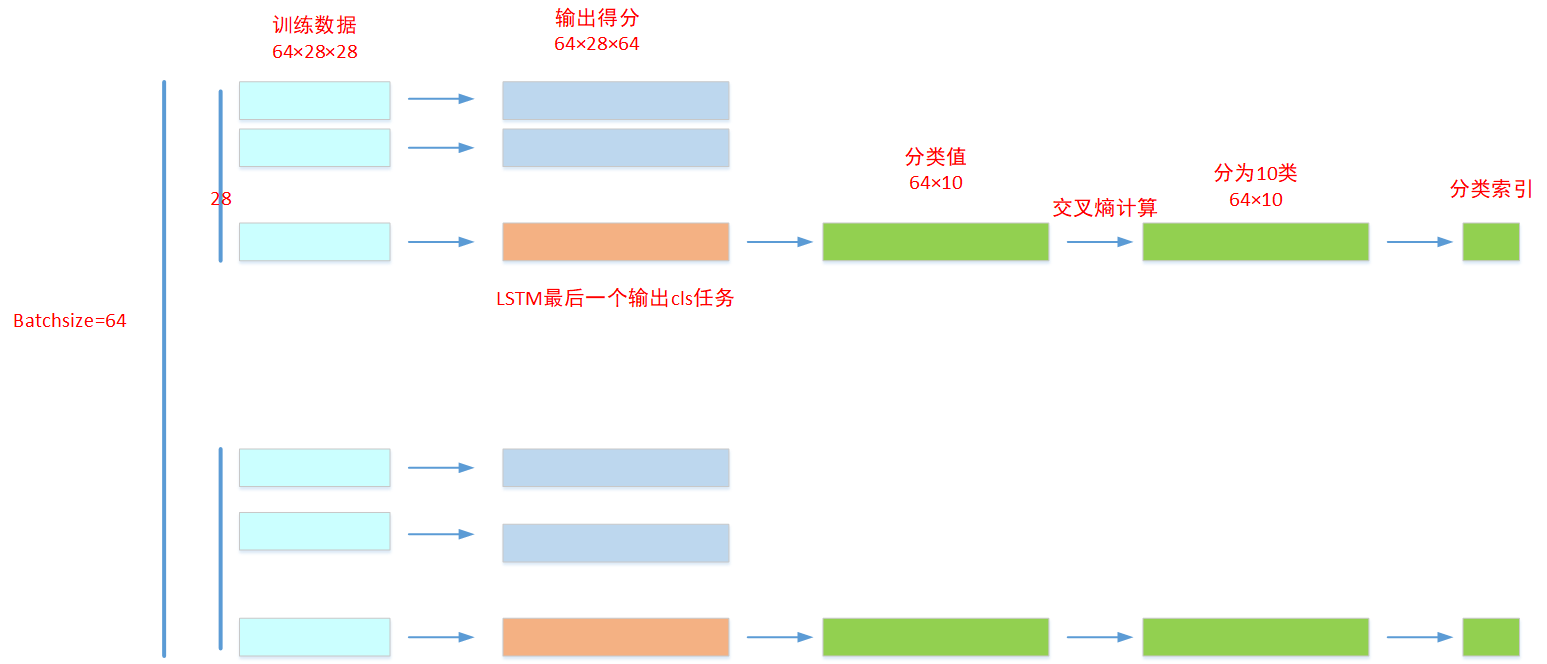 训练数据
64×28×28
输出得分
64×28×64
28
分类值
64×10
交叉熵计算
分为10类
64×10
分类索引
LSTM最后一个输出cls任务
Batchsize=64